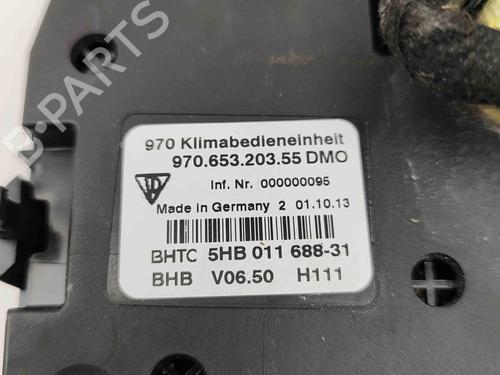 B-PARTS
970 Klimabedieneinheit
970.653.203.55 DMO
Inf. Nr. 000000095
Made in Germany 2 01.10.13
BHTC 5HB 011 688-31
BHB V06.50 H111